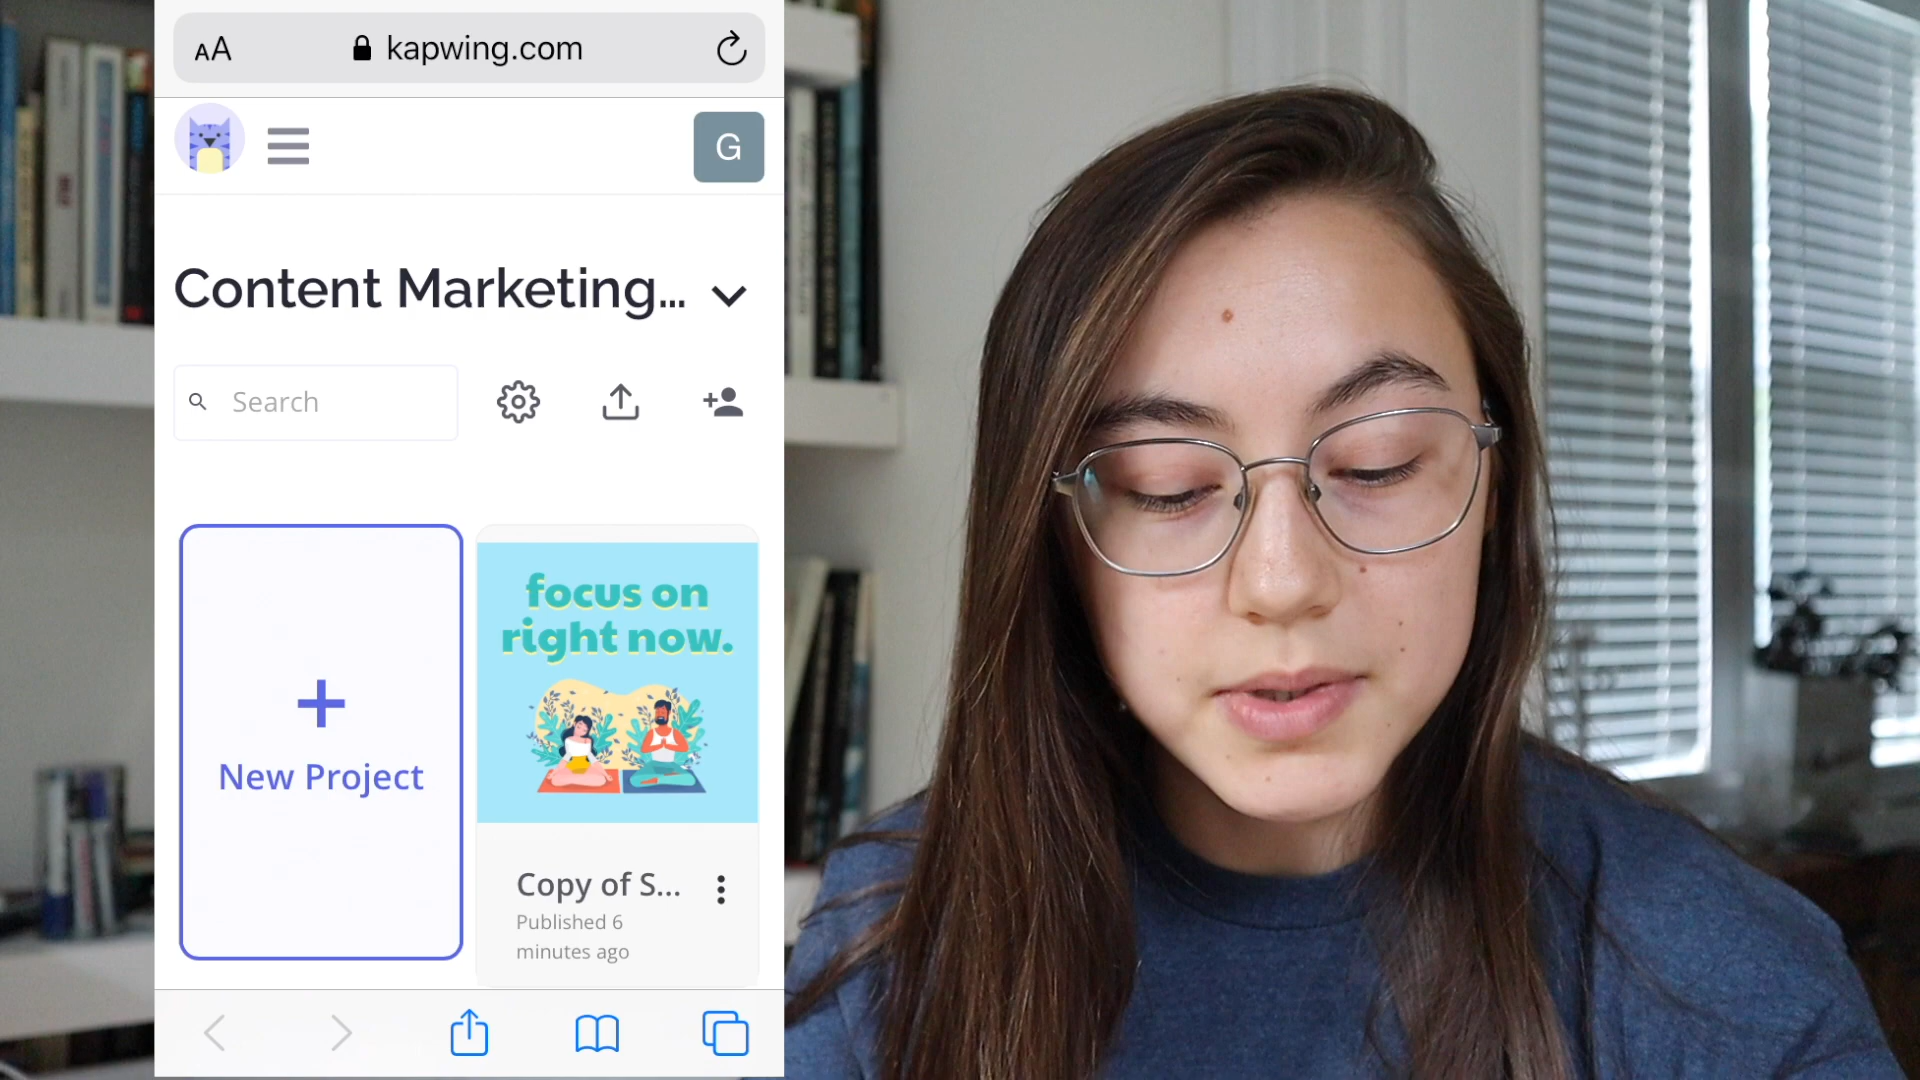 AA
kapwing.com
G
Content Marketing...
Search
focus on
right now.
+
New Project
Copy of S...
Published 6
minutes ago